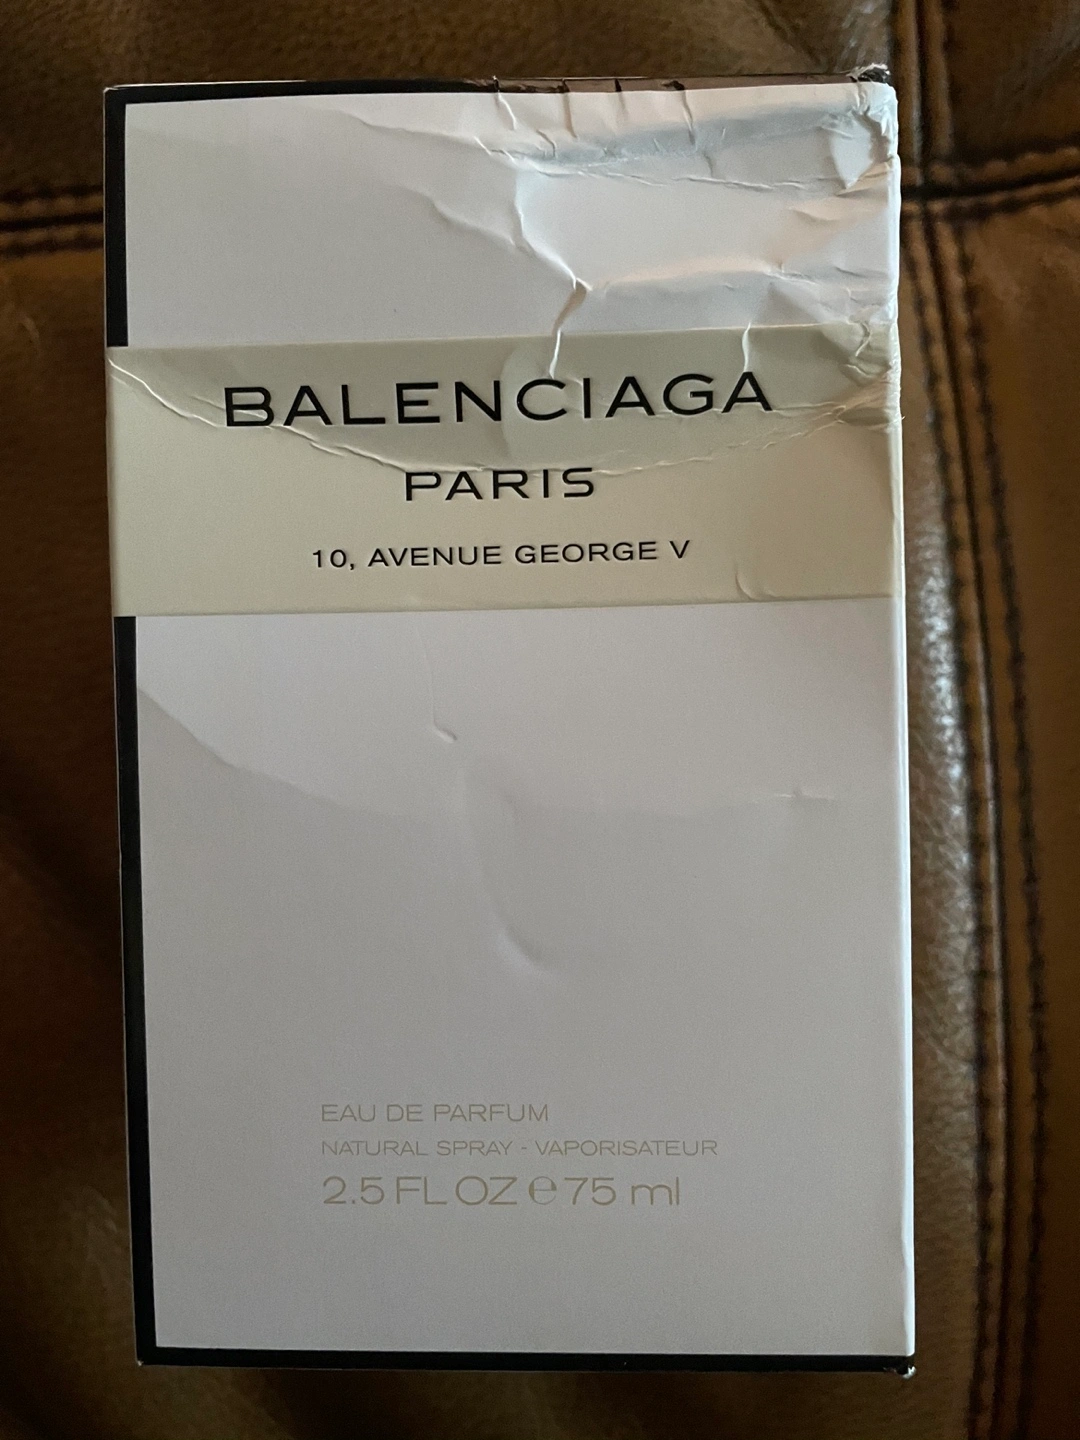 BALENCIAGA
PARIS
10, AVENUE GEORGE V
EAU DE PARFUM
NATURAL SPRAY - VAPORISATEUR
2.5 FL OZ ℮ 75 ml